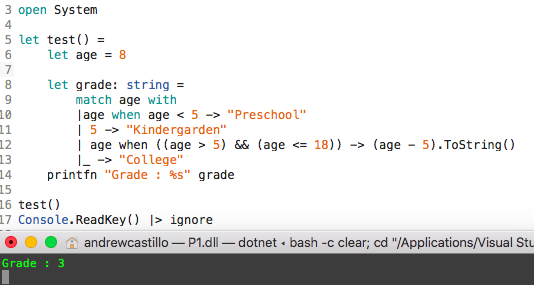 3 open System
4
5 let test() =
6     let age = 8
7
8     let grade: string =
9         match age with
10         |age when age < 5 -> "Preschool"
11         | 5 -> "Kindergarden"
12         | age when ((age > 5) && (age <= 18)) -> (age - 5).ToString()
13         |_ -> "College"
14     printfn "Grade : %s" grade
15
16 test()
17 Console.ReadKey() |> ignore
andrewcastillo — P1.dll — dotnet ◂ bash -c clear; cd "/Applications/Visual Stu
Grade : 3